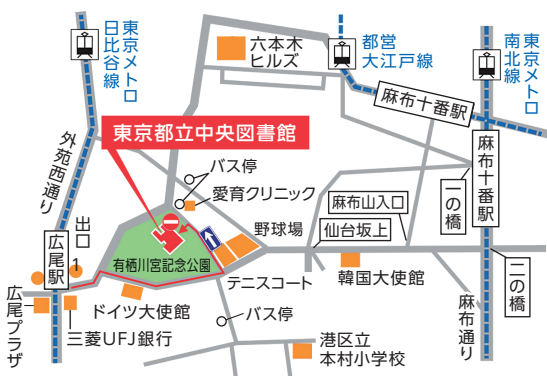 東京メトロ
日比谷線
六本木
ヒルズ
都営
大江戸線
東京メトロ
南北線
麻布十番駅
東京都立中央図書館
外苑西通り
バス停
愛育クリニック
麻布山入口
仙台坂上
野球場
麻布十番駅
一の橋
二の橋
出口
1
広尾駅
有栖川宮記念公園
テニスコート
韓国大使館
麻布通り
広尾
プラザ
ドイツ大使館
三菱UFJ銀行
バス停
港区立
本村小学校